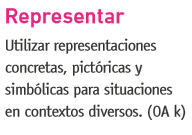 Representar
Utilizar representaciones
concretas, pictóricas y
simbólicas para situaciones
en contextos diversos. (OA k)